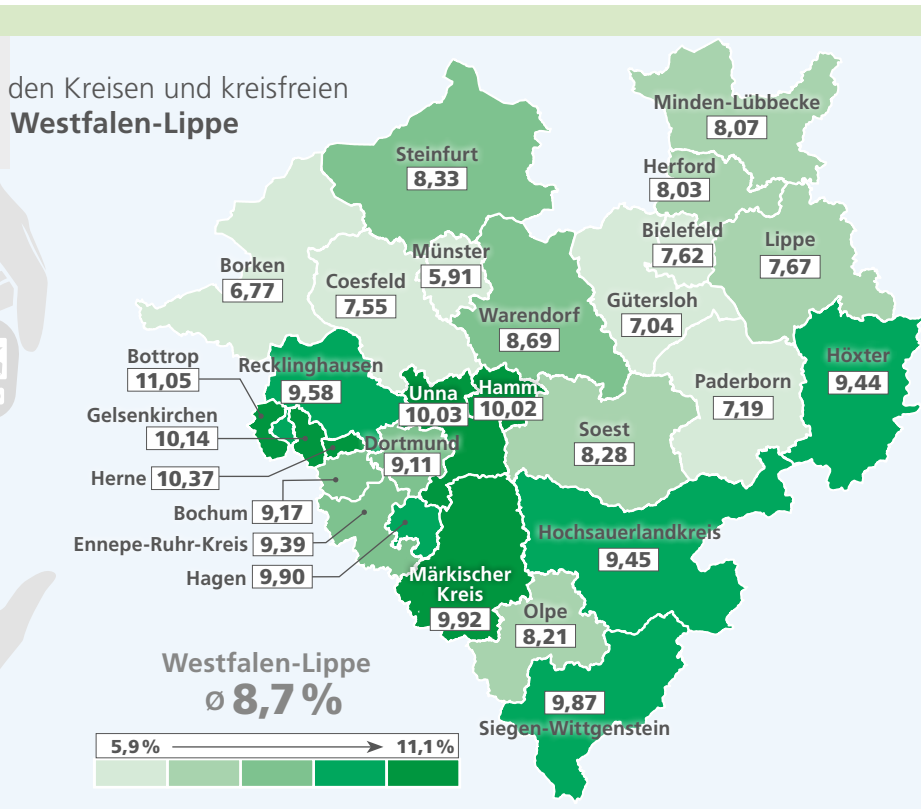 den Kreisen und kreisfreien
Westfalen-Lippe
Minden-Lübbecke
8,07
Steinfurt
8,33
Herford
8,03
Bielefeld
7,62
Lippe
7,67
Münster
5,91
Borken
6,77
Coesfeld
7,55
Gütersloh
7,04
Warendorf
8,69
Bottrop
11,05
Recklinghausen
9,58
Höxter
9,44
Paderborn
7,19
Unna
10,03
Hamm
10,02
Gelsenkirchen
10,14
Soest
8,28
Dortmund
9,11
Herne 10,37
Bochum 9,17
Ennepe-Ruhr-Kreis 9,39
Hochsauerlandkreis
9,45
Hagen 9,90
Märkischer
Kreis
9,92
Olpe
8,21
Westfalen-Lippe
Ø 8,7 %
9,87
Siegen-Wittgenstein
5,9 % 11,1 %